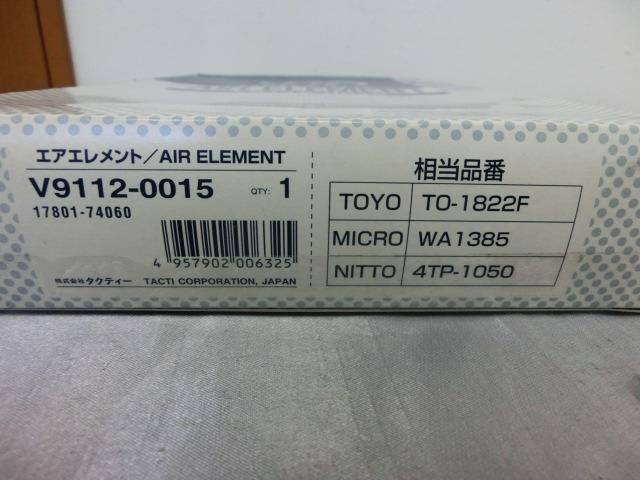 エアエレメント/AIR ELEMENT
V9112-0015 QTY: 1
17801-74060
4 957902 006325
株式会社タクティー TACTI CORPORATION, JAPAN
相当品番
TOYO TO-1822F
MICRO WA1385
NITTO 4TP-1050